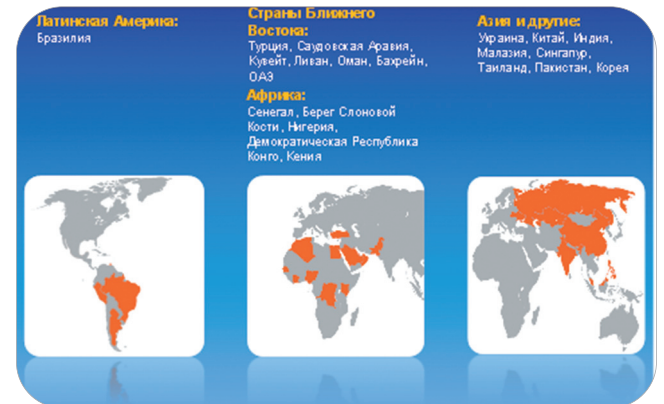 Латинская Америка:
Бразилия
Страны Ближнего
Востока:
Турция, Саудовская Аравия,
Кувейт, Ливан, Оман, Бахрейн,
ОАЭ
Африка:
Сенегал, Берег Слоновой
Кости, Нигерия,
Демократическая Республика
Конго, Кения
Азия и другие:
Украина, Китай, Индия,
Малазия, Сингапур,
Таиланд, Пакистан, Корея